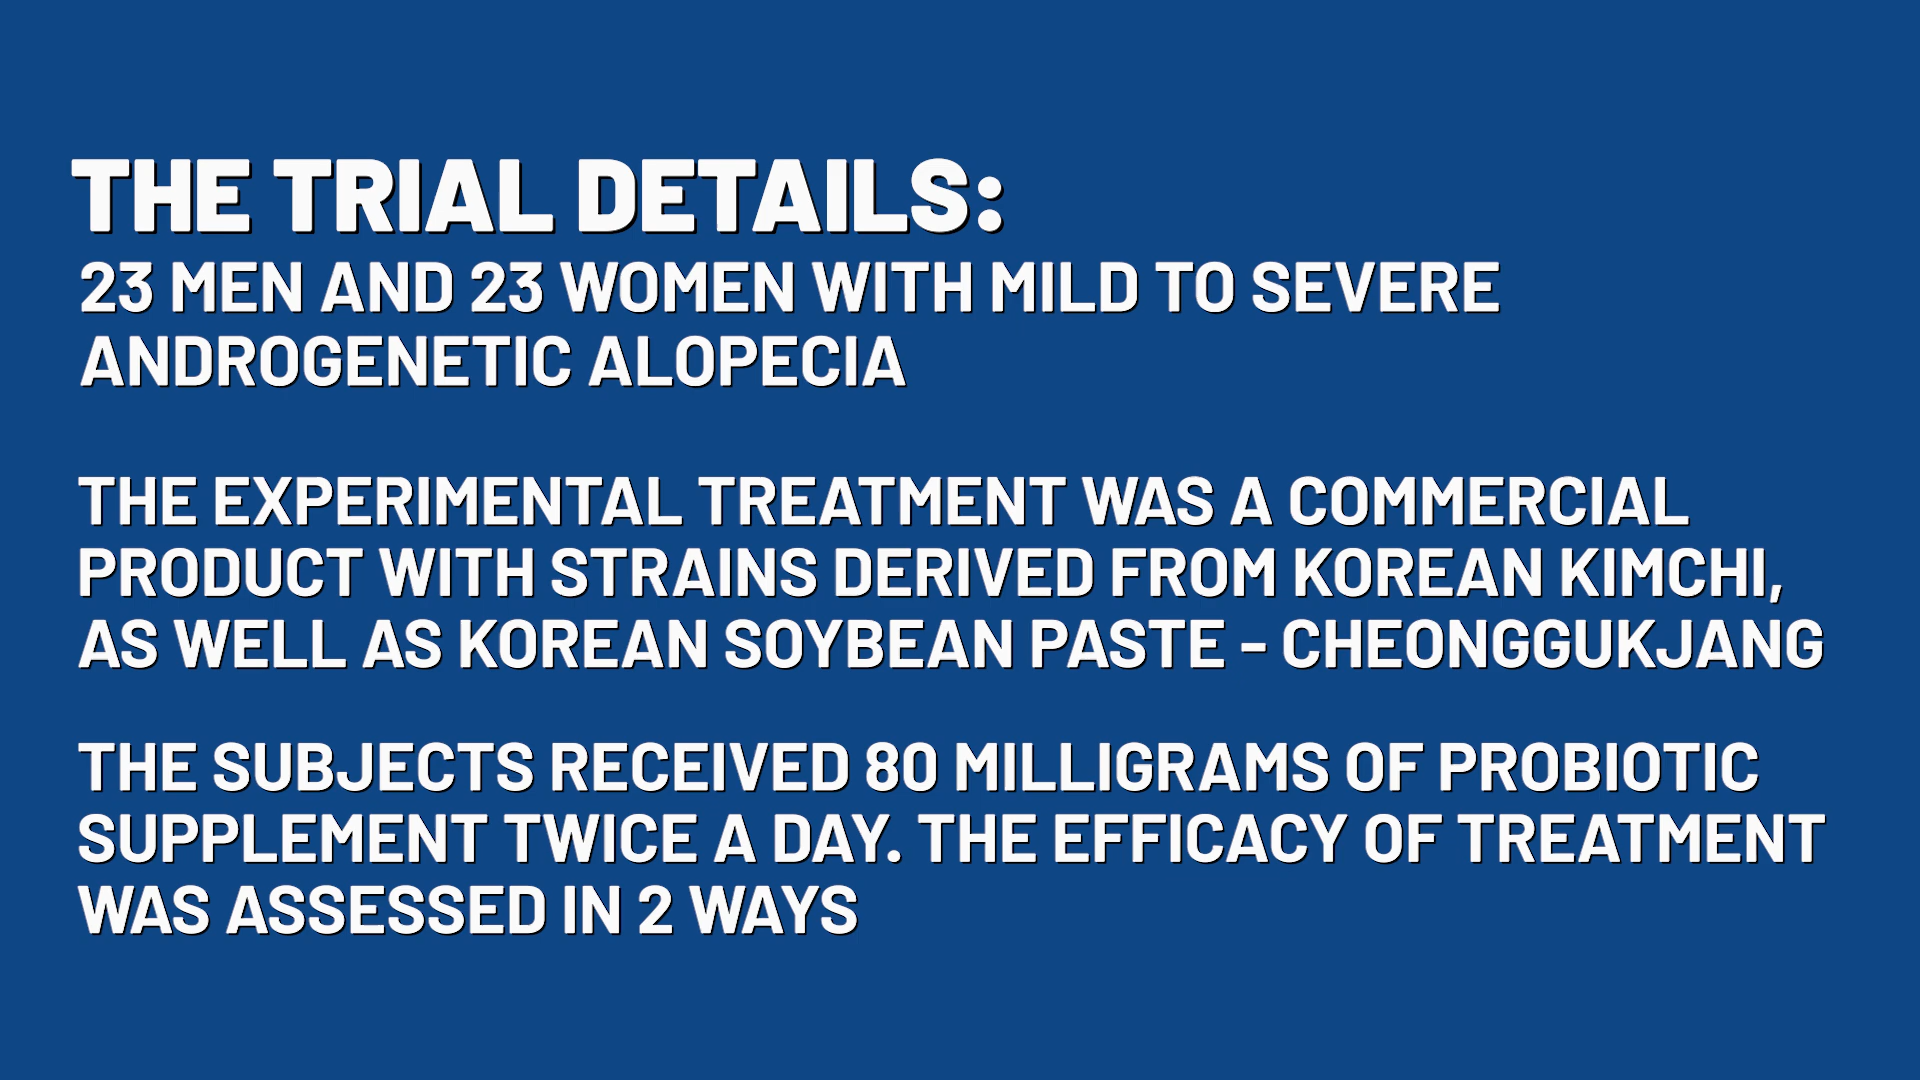 THE TRIAL DETAILS:
23 MEN AND 23 WOMEN WITH MILD TO SEVERE
ANDROGENETIC ALOPECIA
THE EXPERIMENTAL TREATMENT WAS A COMMERCIAL
PRODUCT WITH STRAINS DERIVED FROM KOREAN KIMCHI,
AS WELL AS KOREAN SOYBEAN PASTE - CHEONGGUKJANG
THE SUBJECTS RECEIVED 80 MILLIGRAMS OF PROBIOTIC
SUPPLEMENT TWICE A DAY. THE EFFICACY OF TREATMENT
WAS ASSESSED IN 2 WAYS